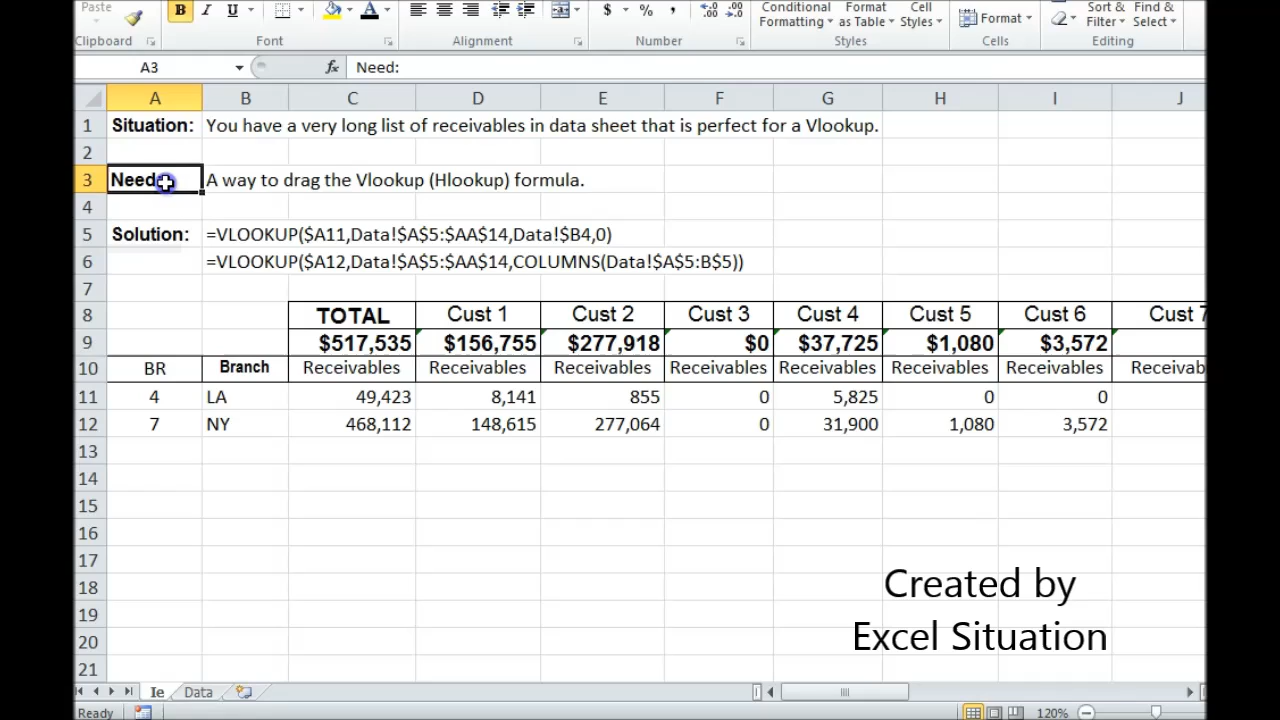 Paste B I U $ % , Conditional Formatting Format as Table Cell Styles Format Sort & Filter Find & Select
Clipboard Font Alignment Number Styles Cells Editing
A3 fx Need:
A B C D E F G H I J
1 Situation: You have a very long list of receivables in data sheet that is perfect for a Vlookup.
2
3 Need A way to drag the Vlookup (Hlookup) formula.
4
5 Solution: =VLOOKUP($A11,Data!$A$5:$AA$14,Data!$B4,0)
6 =VLOOKUP($A12,Data!$A$5:$AA$14,COLUMNS(Data!$A$5:B$5))
7
8 TOTAL Cust 1 Cust 2 Cust 3 Cust 4 Cust 5 Cust 6 Cust 7
9 $517,535 $156,755 $277,918 $0 $37,725 $1,080 $3,572
10 BR Branch Receivables Receivables Receivables Receivables Receivables Receivables Receivables Receivab
11 4 LA 49,423 8,141 855 0 5,825 0 0
12 7 NY 468,112 148,615 277,064 0 31,900 1,080 3,572
13
14
15
16
17
18
19
20
21
Created by
Excel Situation
Ie Data
Ready 120%